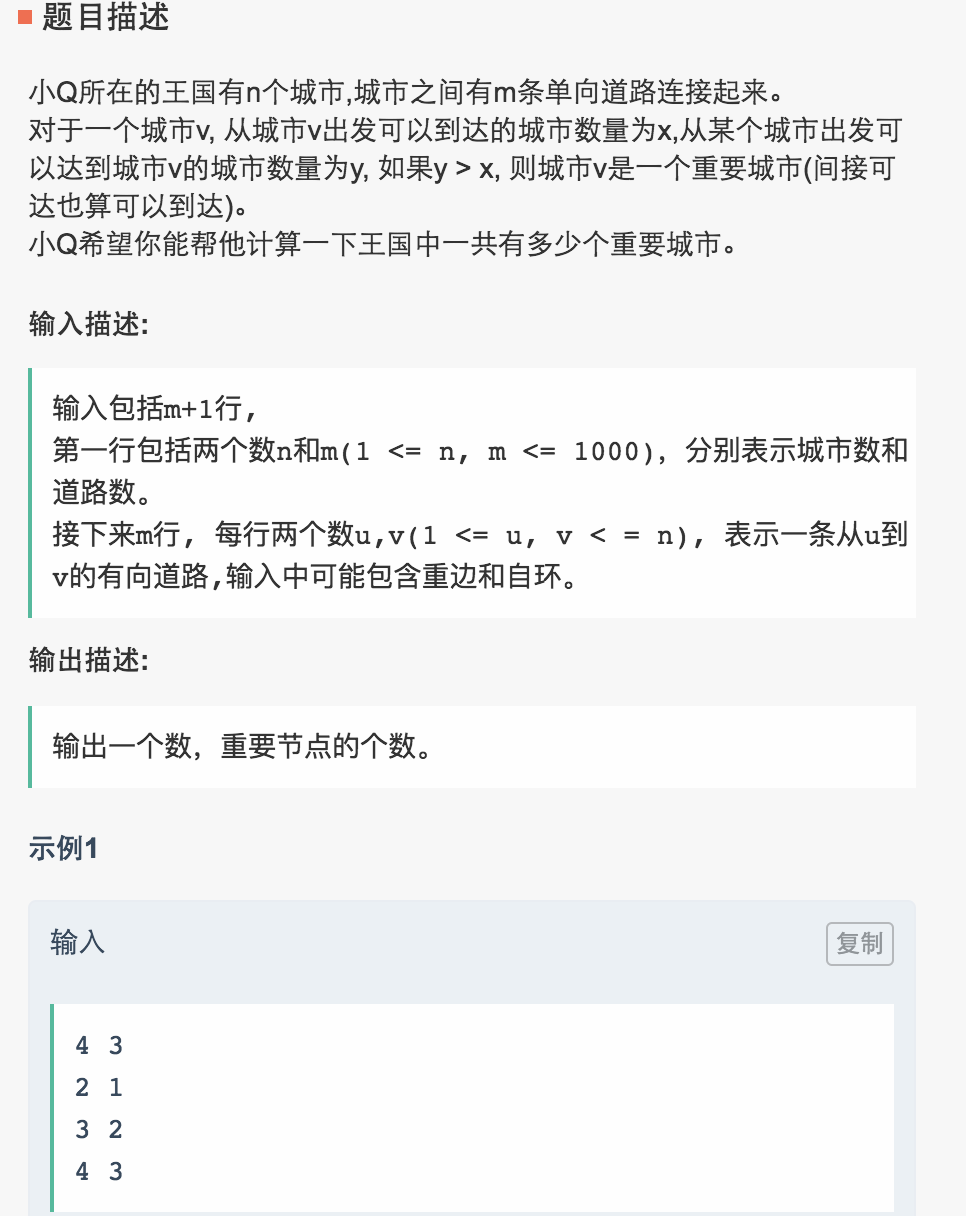 题目描述
小Q所在的王国有n个城市,城市之间有m条单向道路连接起来。
对于一个城市v, 从城市v出发可以到达的城市数量为x,从某个城市出发可
以达到城市v的城市数量为y, 如果y > x, 则城市v是一个重要城市(间接可
达也算可以到达)。
小Q希望你能帮他计算一下王国中一共有多少个重要城市。
输入描述:
输入包括m+1行,
第一行包括两个数n和m(1 <= n, m <= 1000), 分别表示城市数和
道路数。
接下来m行, 每行两个数u,v(1 <= u, v < = n), 表示一条从u到
v的有向道路,输入中可能包含重边和自环。
输出描述:
输出一个数, 重要节点的个数。
示例1
输入
复制
4 3
2 1
3 2
4 3